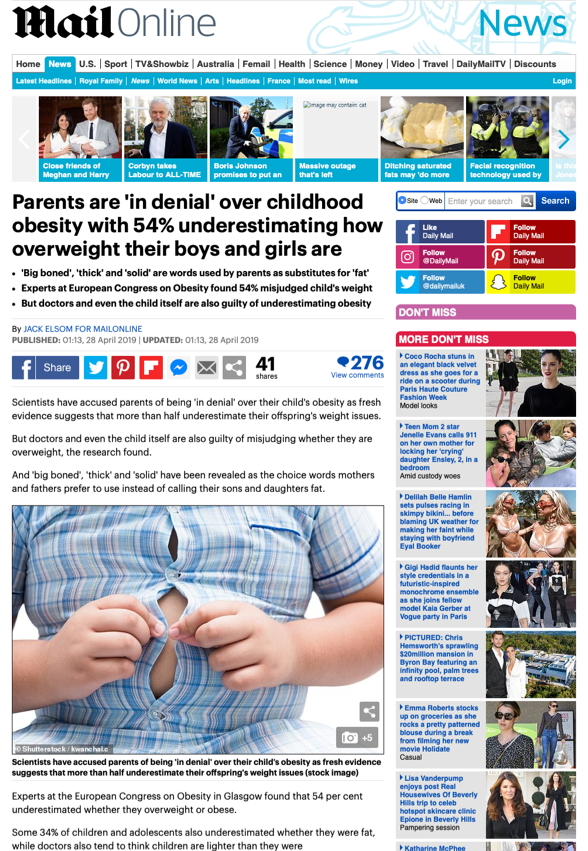 Mail Online
News
Home News U.S. Sport TV&Showbiz Australia Femail Health Science Money Video Travel DailyMailTV Discounts
Latest Headlines Royal Family News World News Arts Headlines France Most read Wires Login
Close friends of
Meghan and Harry
Corbyn takes
Labour to ALL-TIME
Boris Johnson
promises to put an
Image may contain: cat
Massive outage
that's left
Ditching saturated
fats may 'do more
Facial recognition
technology used by
Parents are 'in denial' over childhood
obesity with 54% underestimating how
overweight their boys and girls are
'Big boned', 'thick' and 'solid' are words used by parents as substitutes for 'fat'
Experts at European Congress on Obesity found 54% misjudged child's weight
But doctors and even the child itself are also guilty of underestimating obesity
By JACK ELSOM FOR MAILONLINE
PUBLISHED: 01:13, 28 April 2019 | UPDATED: 01:13, 28 April 2019
Share
41
shares
276
View comments
Scientists have accused parents of being 'in denial' over their child's obesity as fresh
evidence suggests that more than half underestimate their offspring's weight issues.
But doctors and even the child itself are also guilty of misjudging whether they are
overweight, the research found.
And 'big boned', 'thick' and 'solid' have been revealed as the choice words mothers
and fathers prefer to use instead of calling their sons and daughters fat.
+5
© Shutterstock / kwanchai.c
Scientists have accused parents of being 'in denial' over their child's obesity as fresh evidence
suggests that more than half underestimate their offspring's weight issues (stock image)
Experts at the European Congress on Obesity in Glasgow found that 54 per cent
underestimated whether they overweight or obese.
Some 34% of children and adolescents also underestimated whether they were fat,
while doctors also tend to think children are lighter than they were
Site Web Enter your search Search
Like
Daily Mail
Follow
Daily Mail
Follow
@DailyMail
Follow
Daily Mail
Follow
@dailymailuk
Follow
Daily Mail
DON'T MISS
MORE DON'T MISS
Coco Rocha stuns in
an elegant black velvet
dress as she goes for a
ride on a scooter during
Paris Haute Couture
Fashion Week
Model looks
Teen Mom 2 star
Jenelle Evans calls 911
on her own mother for
locking her 'crying'
daughter Ensley, 2, in a
bedroom
Amid custody woes
Delilah Belle Hamlin
sets pulses racing in
skimpy bikini... before
blaming UK weather for
making her faint while
staying with boyfriend
Eyal Booker
Gigi Hadid flaunts her
style credentials in a
futuristic-inspired
monochrome ensemble
as she joins fellow
model Kaia Gerber at
Vogue party in Paris
PICTURED: Chris
Hemsworth's sprawling
$20million mansion in
Byron Bay featuring an
infinity pool, palm trees
and rooftop terrace
Emma Roberts stocks
up on groceries as she
rocks a pretty patterned
blouse during a break
from filming her new
movie Holidate
Casual
Lisa Vanderpump
enjoys post Real
Housewives Of Beverly
Hills trip to celeb
hotspot skincare clinic
Epione in Beverly Hills
Pampering session
Katharine McPhee